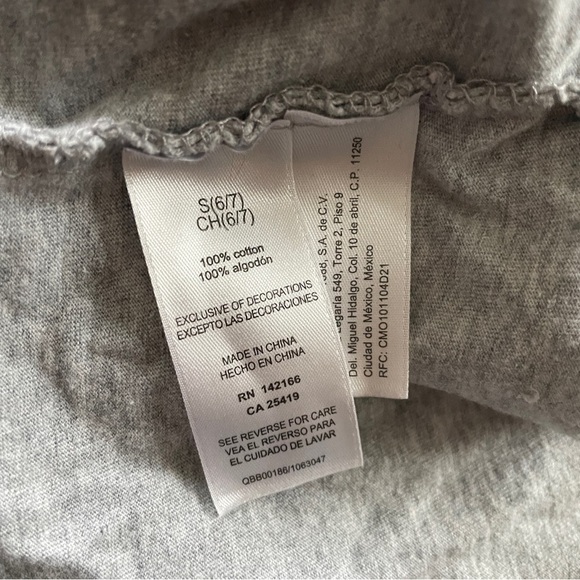 S(6/7)
CH(6/7)
100% cotton
100% algodón
EXCLUSIVE OF DECORATIONS
EXCEPTO LAS DECORACIONES
MADE IN CHINA
HECHO EN CHINA
RN 142166
CA 25419
SEE REVERSE FOR CARE
VEA EL REVERSO PARA
EL CUIDADO DE LAVAR
QBB00186/1063047
S.A. de C.V.
Legaria 549, Torre 2, Piso 9
Del. Miguel Hidalgo, Col. 10 de abril, C.P. 11250
Ciudad de México, México
RFC: CMO101104D21